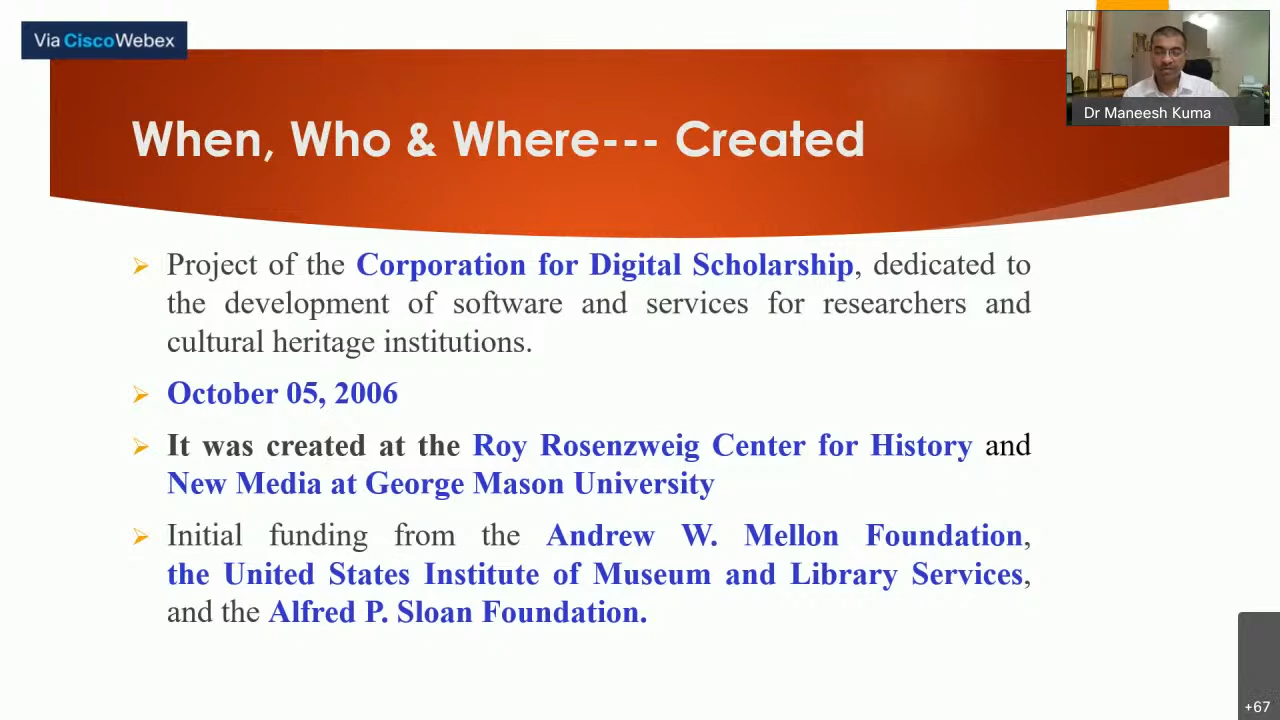 Via Cisco Webex
Dr Maneesh Kuma
When, Who & Where--- Created
Project of the Corporation for Digital Scholarship, dedicated to
the development of software and services for researchers and
cultural heritage institutions.
October 05, 2006
It was created at the Roy Rosenzweig Center for History and
New Media at George Mason University
Initial funding from the Andrew W. Mellon Foundation,
the United States Institute of Museum and Library Services,
and the Alfred P. Sloan Foundation.
+67